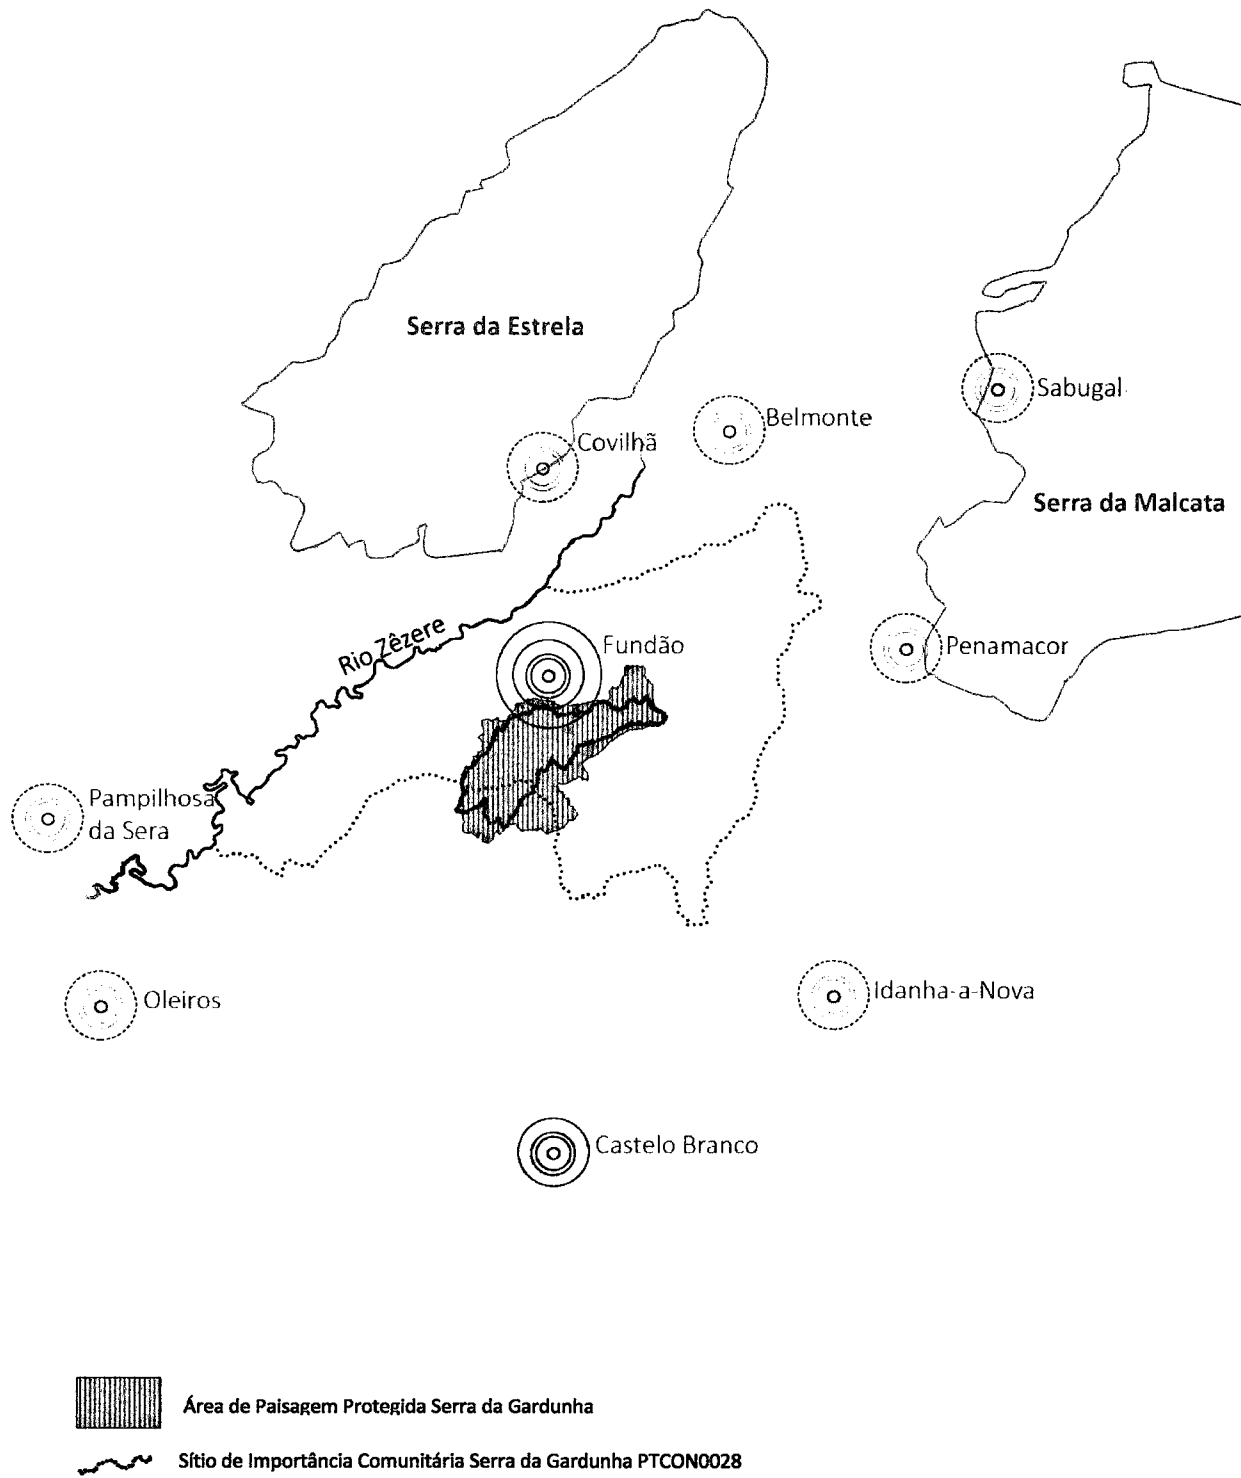 Serra da Estrela
Sabugal
Belmonte
Covilhã
Serra da Malcata
Rio Zêzere
Fundão
Penamacor
Pampilhosa
da Sera
Oleiros
Idanha-a-Nova
Castelo Branco
Área de Paisagem Protegida Serra da Gardunha
Sítio de Importância Comunitária Serra da Gardunha PTCON0028